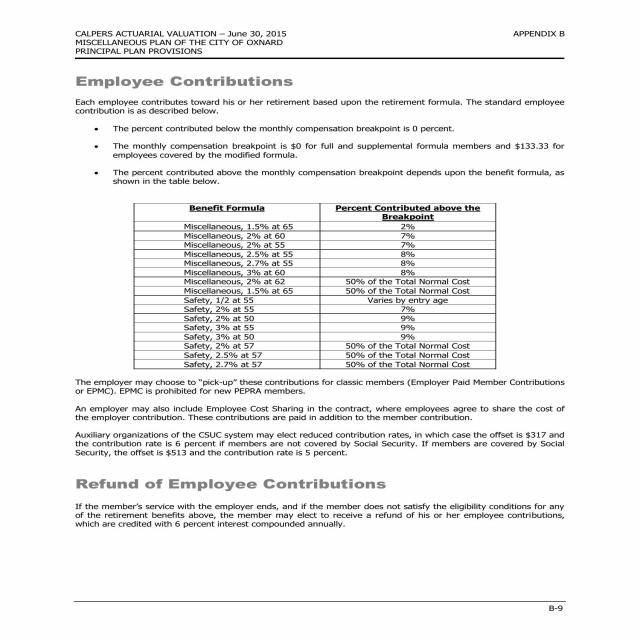 CALPERS ACTUARIAL VALUATION – June 30, 2015 APPENDIX B
MISCELLANEOUS PLAN OF THE CITY OF OXNARD
PRINCIPAL PLAN PROVISIONS
Employee Contributions
Each employee contributes toward his or her retirement based upon the retirement formula. The standard employee
contribution is as described below.
• The percent contributed below the monthly compensation breakpoint is 0 percent.
• The monthly compensation breakpoint is $0 for full and supplemental formula members and $133.33 for
employees covered by the modified formula.
• The percent contributed above the monthly compensation breakpoint depends upon the benefit formula, as
shown in the table below.
Benefit Formula Percent Contributed above the
Breakpoint
Miscellaneous, 1.5% at 65 2%
Miscellaneous, 2% at 60 7%
Miscellaneous, 2% at 55 7%
Miscellaneous, 2.5% at 55 8%
Miscellaneous, 2.7% at 55 8%
Miscellaneous, 3% at 60 8%
Miscellaneous, 2% at 62 50% of the Total Normal Cost
Miscellaneous, 1.5% at 65 50% of the Total Normal Cost
Safety, 1/2 at 55 Varies by entry age
Safety, 2% at 55 7%
Safety, 2% at 50 9%
Safety, 3% at 55 9%
Safety, 3% at 50 9%
Safety, 2% at 57 50% of the Total Normal Cost
Safety, 2.5% at 57 50% of the Total Normal Cost
Safety, 2.7% at 57 50% of the Total Normal Cost
The employer may choose to “pick-up” these contributions for classic members (Employer Paid Member Contributions
or EPMC). EPMC is prohibited for new PEPRA members.
An employer may also include Employee Cost Sharing in the contract, where employees agree to share the cost of
the employer contribution. These contributions are paid in addition to the member contribution.
Auxiliary organizations of the CSUC system may elect reduced contribution rates, in which case the offset is $317 and
the contribution rate is 6 percent if members are not covered by Social Security. If members are covered by Social
Security, the offset is $513 and the contribution rate is 5 percent.
Refund of Employee Contributions
If the member’s service with the employer ends, and if the member does not satisfy the eligibility conditions for any
of the retirement benefits above, the member may elect to receive a refund of his or her employee contributions,
which are credited with 6 percent interest compounded annually.
B-9